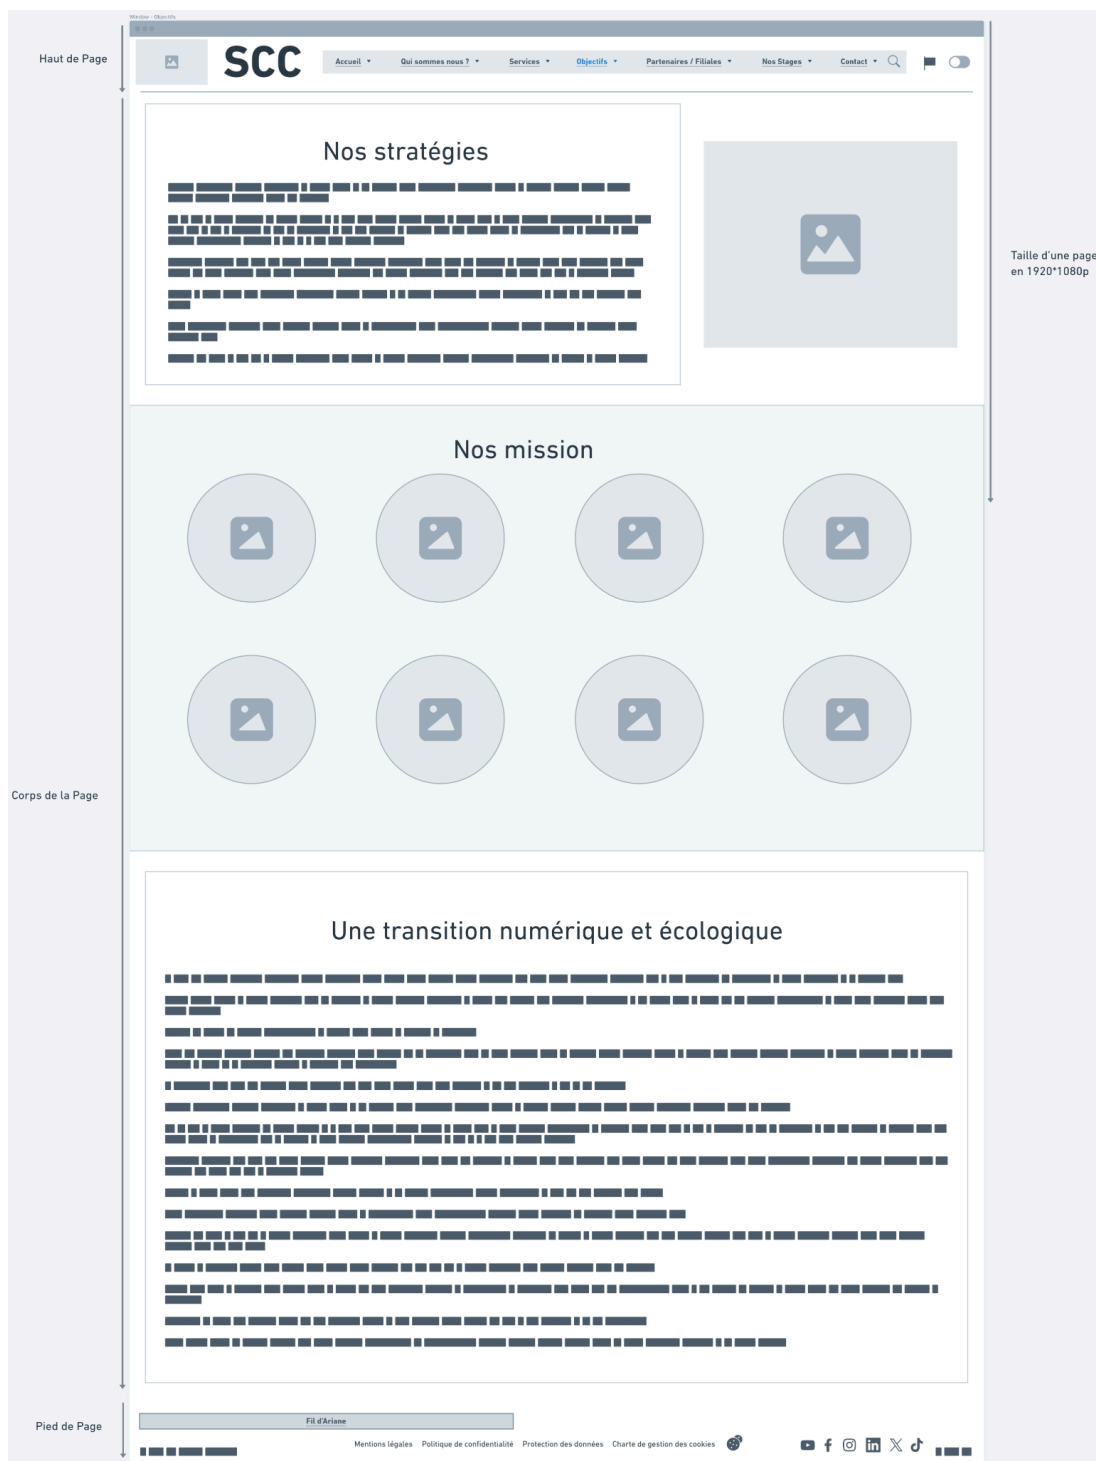 Window - Objectifs
Haut de Page
SCC
Accueil
Qui sommes nous ?
Services
Objectifs
Partenaires / Filiales
Nos Stages
Contact
Nos stratégies
Taille d'une page
en 1920*1080p
Nos mission
Corps de la Page
Une transition numérique et écologique
Pied de Page
Fil d'Ariane
Mentions légales
Politique de confidentialité
Protection des données
Charte de gestion des cookies